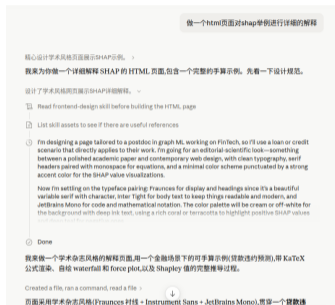 做一个html页面对shap举例进行详细的解释
精心设计学术风格页面展示SHAP示例。
我来为你做一个详细解释 SHAP 的 HTML 页面,包含一个完整的手算示例。先看一下设计规范。
设计了学术风格网页展示SHAP详细解释。
Read frontend-design skill before building the HTML page
List skill assets to see if there are useful references
I'm designing a page tailored to a postdoc in graph ML working on FinTech, so I'll use a loan or credit
scenario that directly applies to their work. I'm going for an editorial-scientific look—something
between a polished academic paper and contemporary web design, with clean typography, serif
headers paired with monospace for equations, and a minimal color scheme punctuated by a strong
accent color for the SHAP value visualizations.
Now I'm settling on the typeface pairing: Fraunces for display and headings since it's a beautiful
variable serif with character, Inter Tight for body text to keep things readable and modern, and
JetBrains Mono for code and mathematical notation. The color palette will be cream or off-white for
the background with deep ink text, using a rich coral or terracotta to highlight positive SHAP values
Done
我来做一个学术杂志风格的解释页面,用一个金融场景下的可手算示例(贷款违约预测),带 KaTeX
公式渲染、自绘 waterfall 和 force plot,以及 Shapley 值的完整推导过程。
Created a file, ran a command, read a file
页面采用学术杂志风格(Fraunces 衬线 + Instrument Sans + JetBrains Mono),贯穿一个贷款违